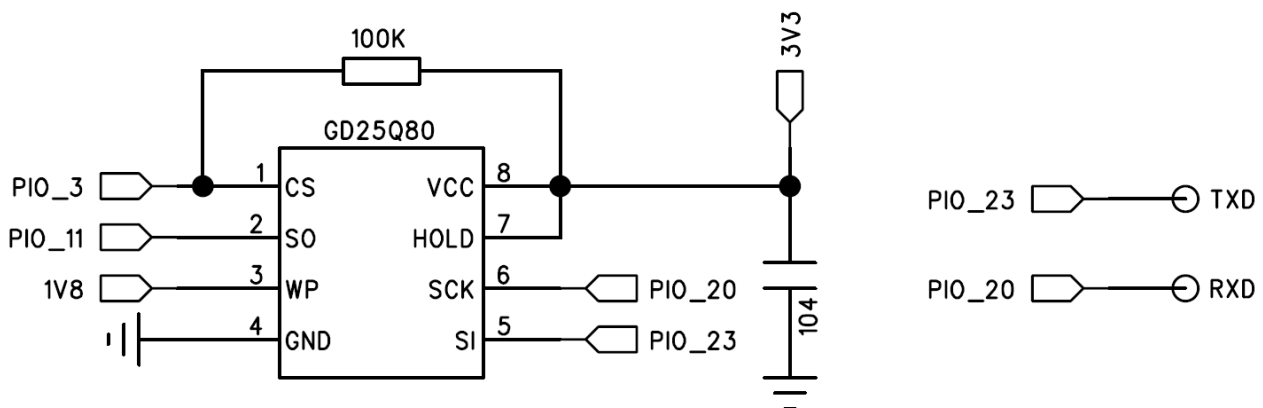 3V3
100K
GD25Q80
PIO_3 1 CS VCC 8
PIO_11 2 SO HOLD 7
1V8 3 WP SCK 6 PIO_20
4 GND SI 5 PIO_23
104
PIO_23 TXD
PIO_20 RXD